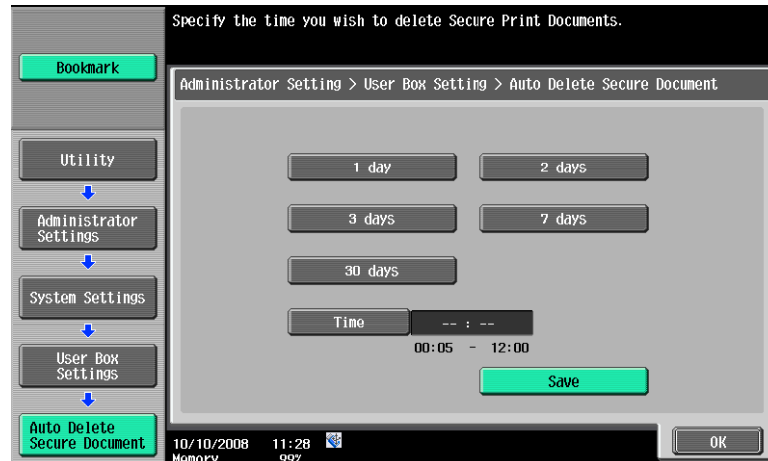 Specify the time you wish to delete Secure Print Documents.
Bookmark
Administrator Setting > User Box Setting > Auto Delete Secure Document
Utility
Administrator
Settings
System Settings
User Box
Settings
Auto Delete
Secure Document
1 day
2 days
3 days
7 days
30 days
Time
-- : --
00:05 - 12:00
Save
10/10/2008 11:28
Memory 99%
OK